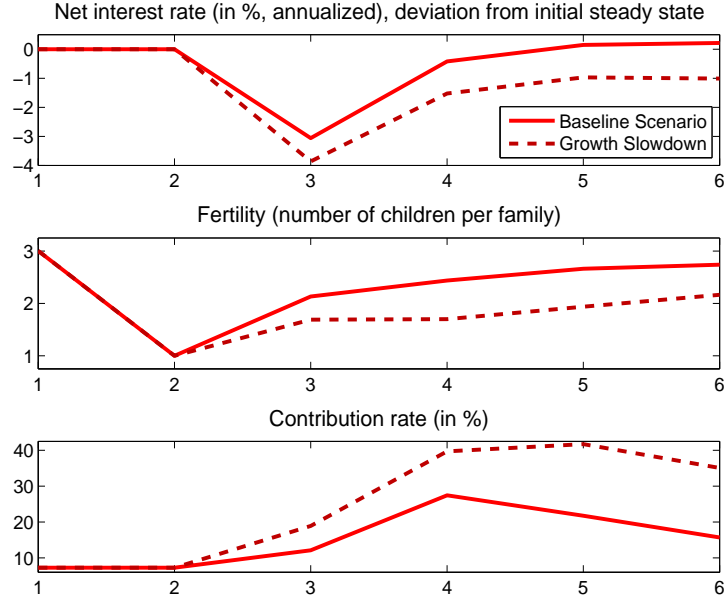 Net interest rate (in %, annualized), deviation from initial steady state
0
−1
−2
−3
−4
1 2 3 4 5 6
Baseline Scenario
Growth Slowdown
Fertility (number of children per family)
3
2
1
1 2 3 4 5 6
Contribution rate (in %)
40
30
20
10
1 2 3 4 5 6